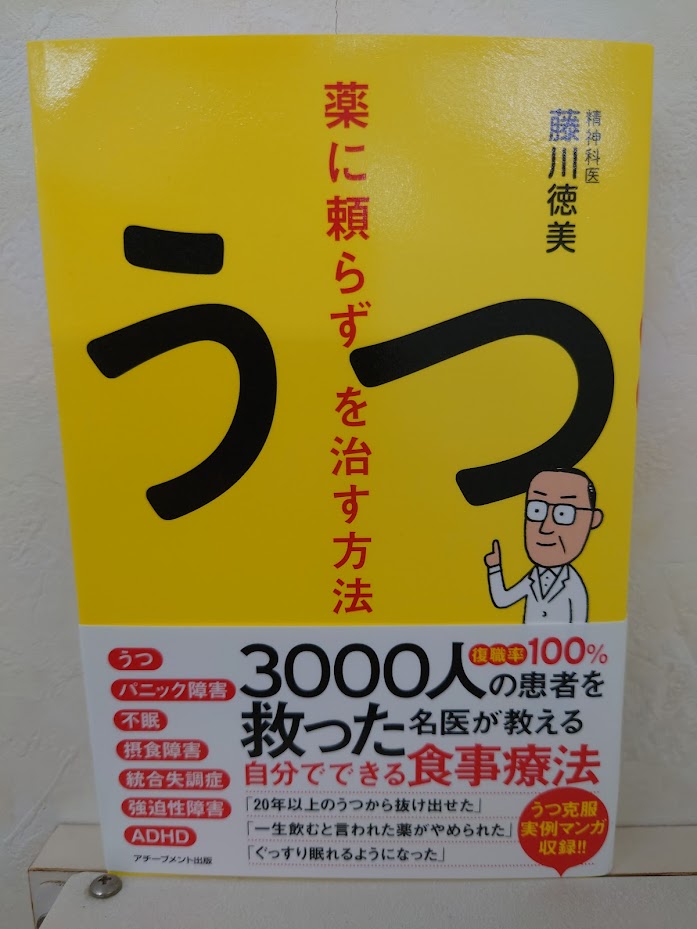 精神科医
藤川徳美
薬に頼らず
うつ
を治す方法
うつ
パニック障害
不眠
摂食障害
統合失調症
強迫性障害
ADHD
アチーブメント出版
復職率100%
3000人の患者を
救った名医が教える
自分でできる食事療法
「20年以上のうつから抜け出せた」
「一生飲むと言われた薬がやめられた」
「ぐっすり眠れるようになった」
うつ克服
実例マンガ
収録!!